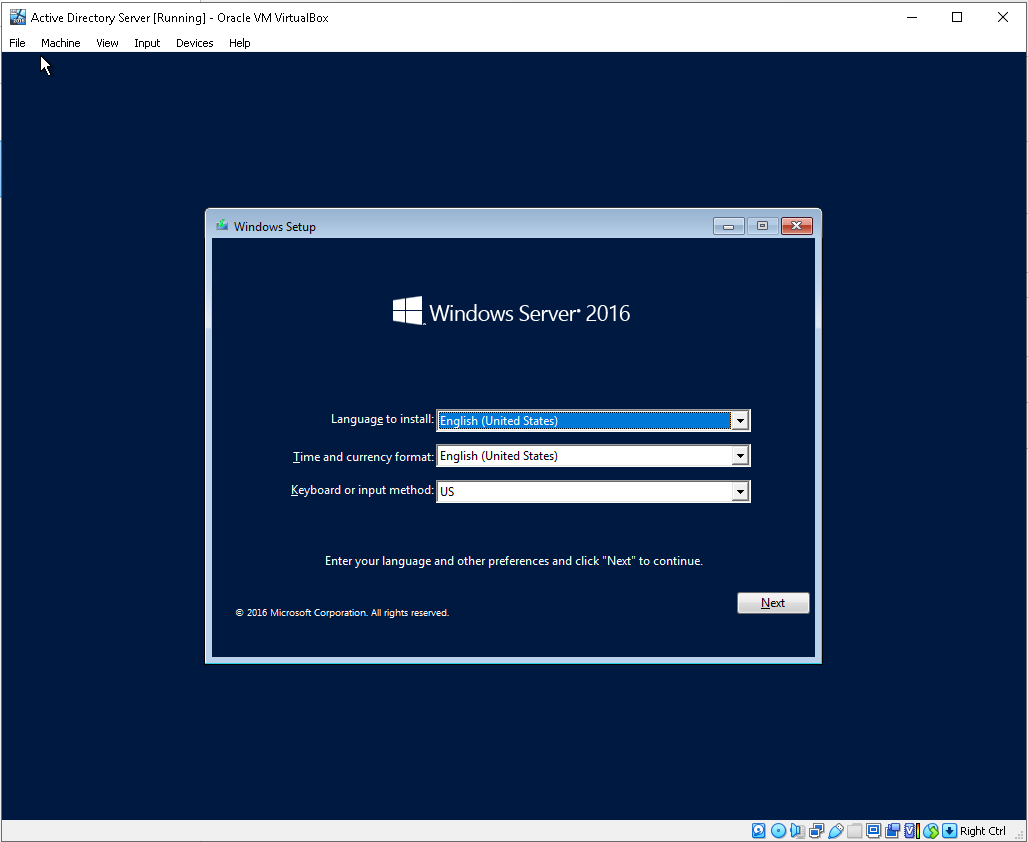 Active Directory Server [Running] - Oracle VM VirtualBox
File Machine View Input Devices Help
Windows Setup
Windows Server® 2016
Language to install: English (United States)
Time and currency format: English (United States)
Keyboard or input method: US
Enter your language and other preferences and click "Next" to continue.
Next
© 2016 Microsoft Corporation. All rights reserved.
Right Ctrl